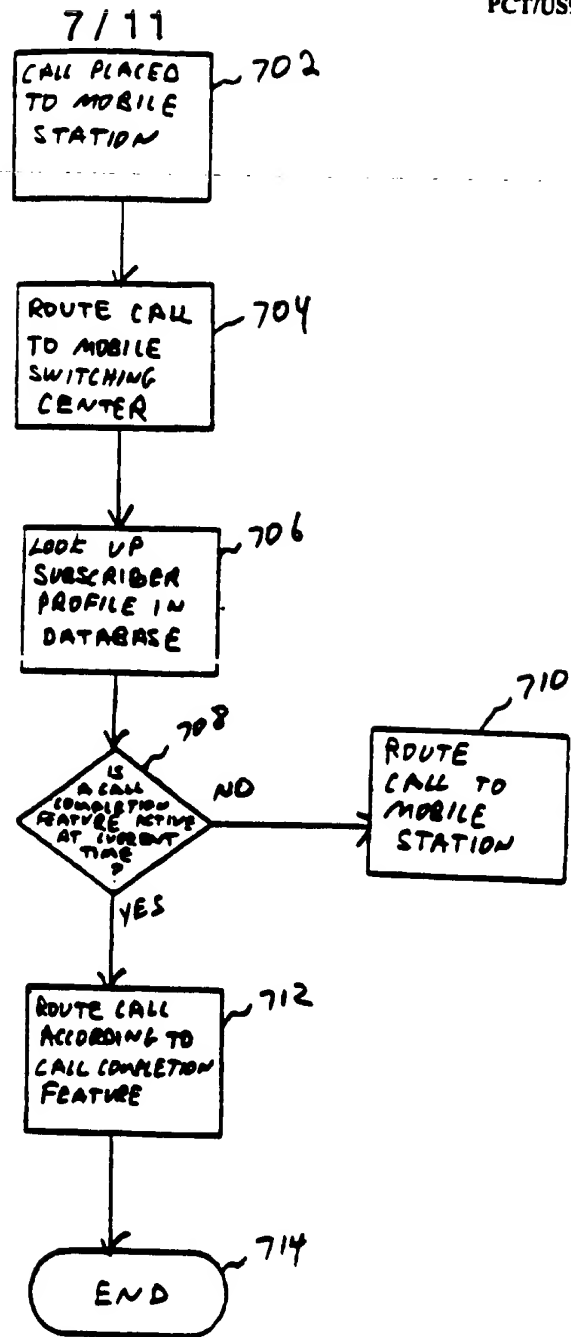 PCT/US9
7/11
CALL PLACED
TO MOBILE
STATION
702
ROUTE CALL
TO MOBILE
SWITCHING
CENTER
704
LOOK UP
SUBSCRIBER
PROFILE IN
DATABASE
706
708
IS
A CALL
COMPLETION
FEATURE ACTIVE
AT CURRENT
TIME
?
NO
710
ROUTE
CALL TO
MOBILE
STATION
YES
ROUTE CALL
ACCORDING TO
CALL COMPLETION
FEATURE
712
END
714